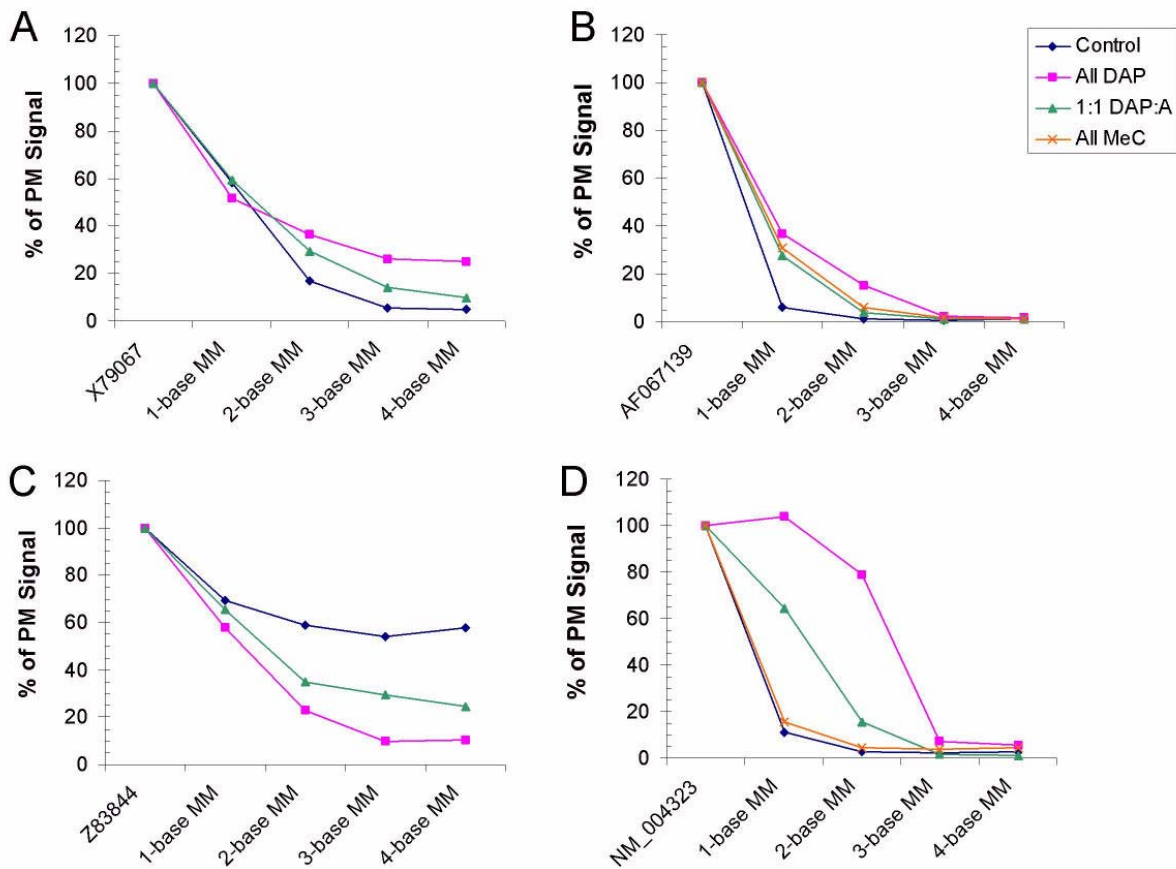 A
% of PM Signal
120
100
80
60
40
20
0
X79067
1-base MM
2-base MM
3-base MM
4-base MM
B
% of PM Signal
120
100
80
60
40
20
0
AF067139
1-base MM
2-base MM
3-base MM
4-base MM
Control
All DAP
1:1 DAP:A
All MeC
C
% of PM Signal
120
100
80
60
40
20
0
Z83844
1-base MM
2-base MM
3-base MM
4-base MM
D
% of PM Signal
120
100
80
60
40
20
0
NM_004323
1-base MM
2-base MM
3-base MM
4-base MM